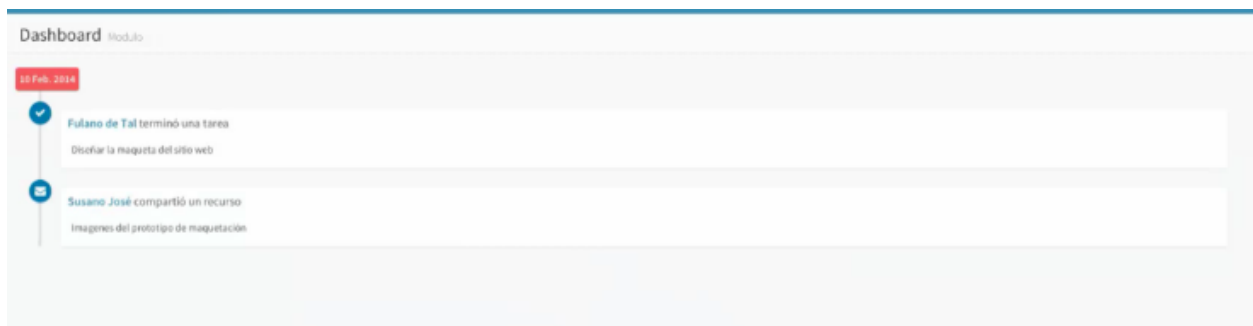 Dashboard Modulo
10 Feb. 2014
Fulano de Tal terminó una tarea
Diseñar la maqueta del sitio web
Susano José compartió un recurso
Imagenes del prototipo de maquetación